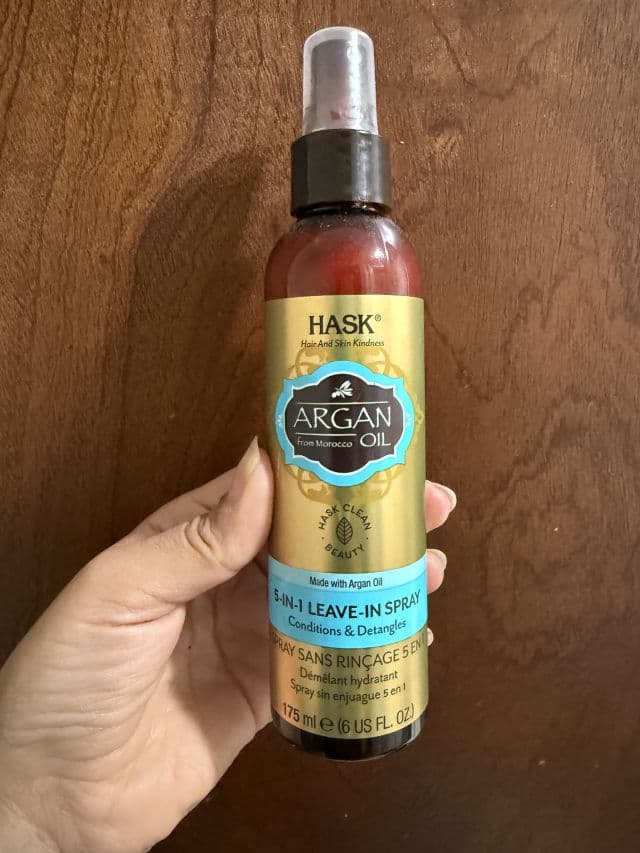 HASK®
Hair And Skin Kindness
ARGAN
from Morocco OIL
HASK CLEAN
BEAUTY
Made with Argan Oil
5-IN-1 LEAVE-IN SPRAY
Conditions & Detangles
SPRAY SANS RINÇAGE 5 EN
Démêlant hydratant
Spray sin enjuague 5 en 1
175 ml ℮ (6 US FL. OZ.)